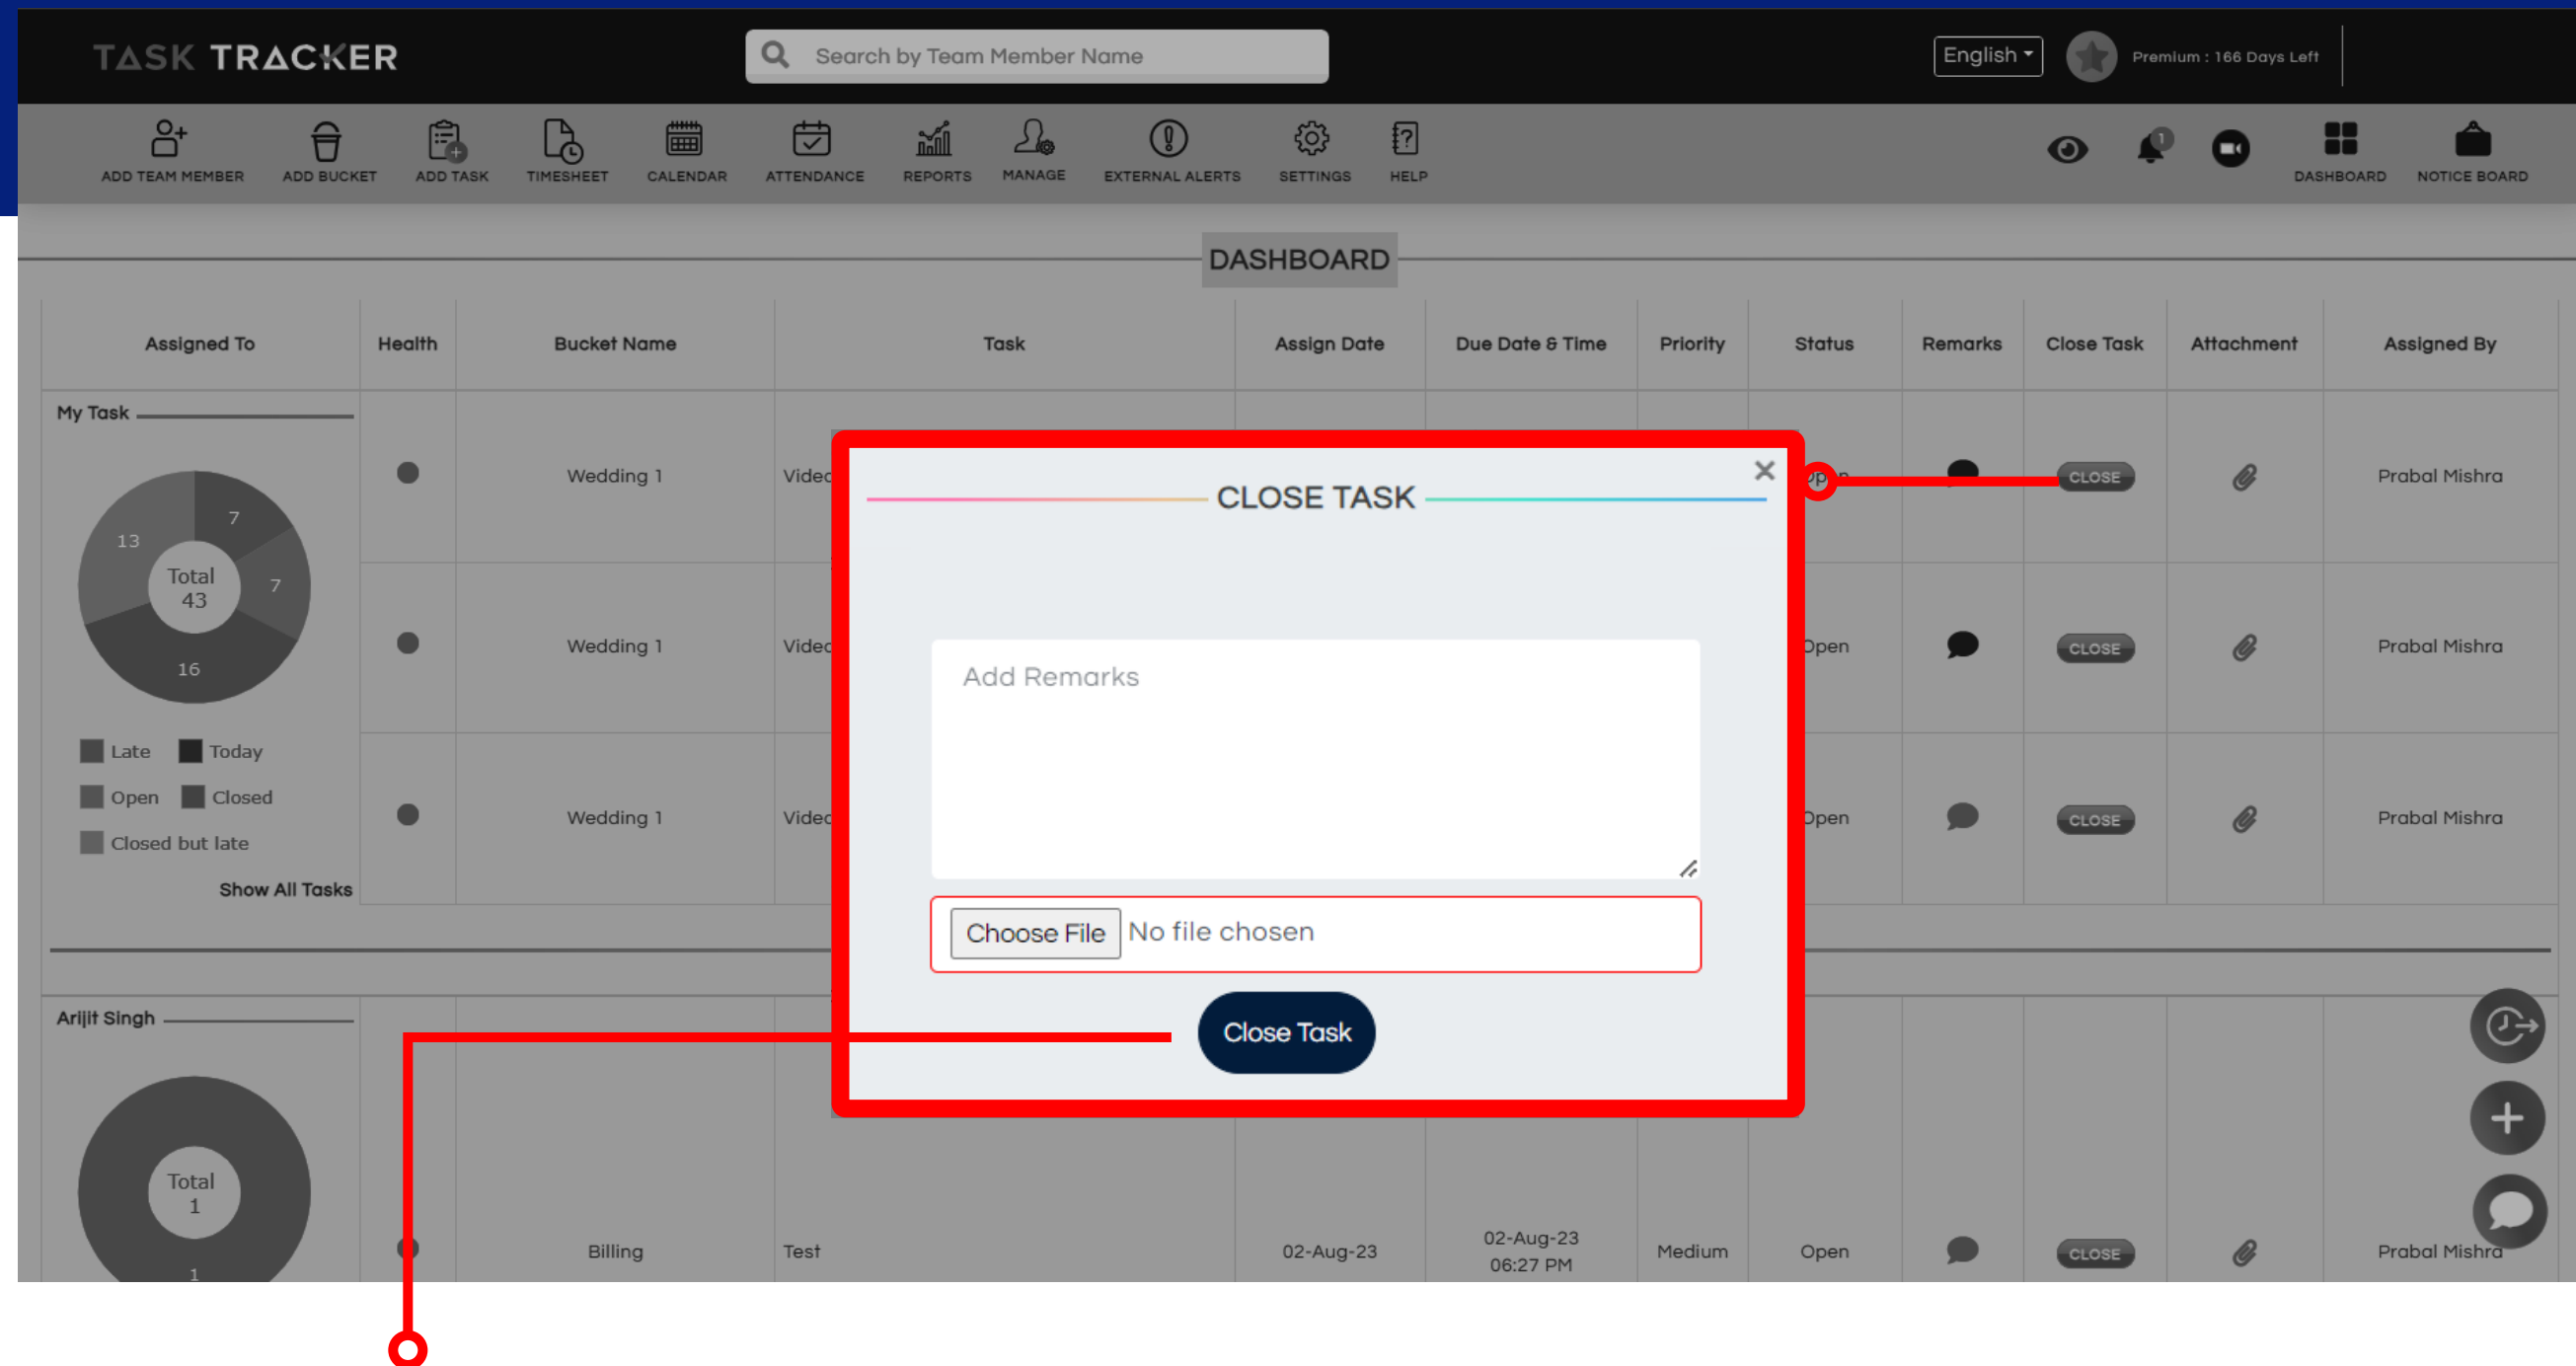 TASK TRACKER
Search by Team Member Name
English
Premium : 166 Days Left
ADD TEAM MEMBER
ADD BUCKET
ADD TASK
TIMESHEET
CALENDAR
ATTENDANCE
REPORTS
MANAGE
EXTERNAL ALERTS
SETTINGS
HELP
1
DASHBOARD
NOTICE BOARD
DASHBOARD
Assigned To
Health
Bucket Name
Task
Assign Date
Due Date & Time
Priority
Status
Remarks
Close Task
Attachment
Assigned By
My Task
7
7
16
13
Total
43
Late
Today
Open
Closed
Closed but late
Show All Tasks
Wedding 1
CLOSE
Prabal Mishra
Wedding 1
Open
CLOSE
Prabal Mishra
Wedding 1
Open
CLOSE
Prabal Mishra
×
CLOSE TASK
Add Remarks
Choose File No file chosen
Close Task
Arijit Singh
Total
1
1
Billing
Test
02-Aug-23
02-Aug-23
06:27 PM
Medium
Open
CLOSE
Prabal Mishra